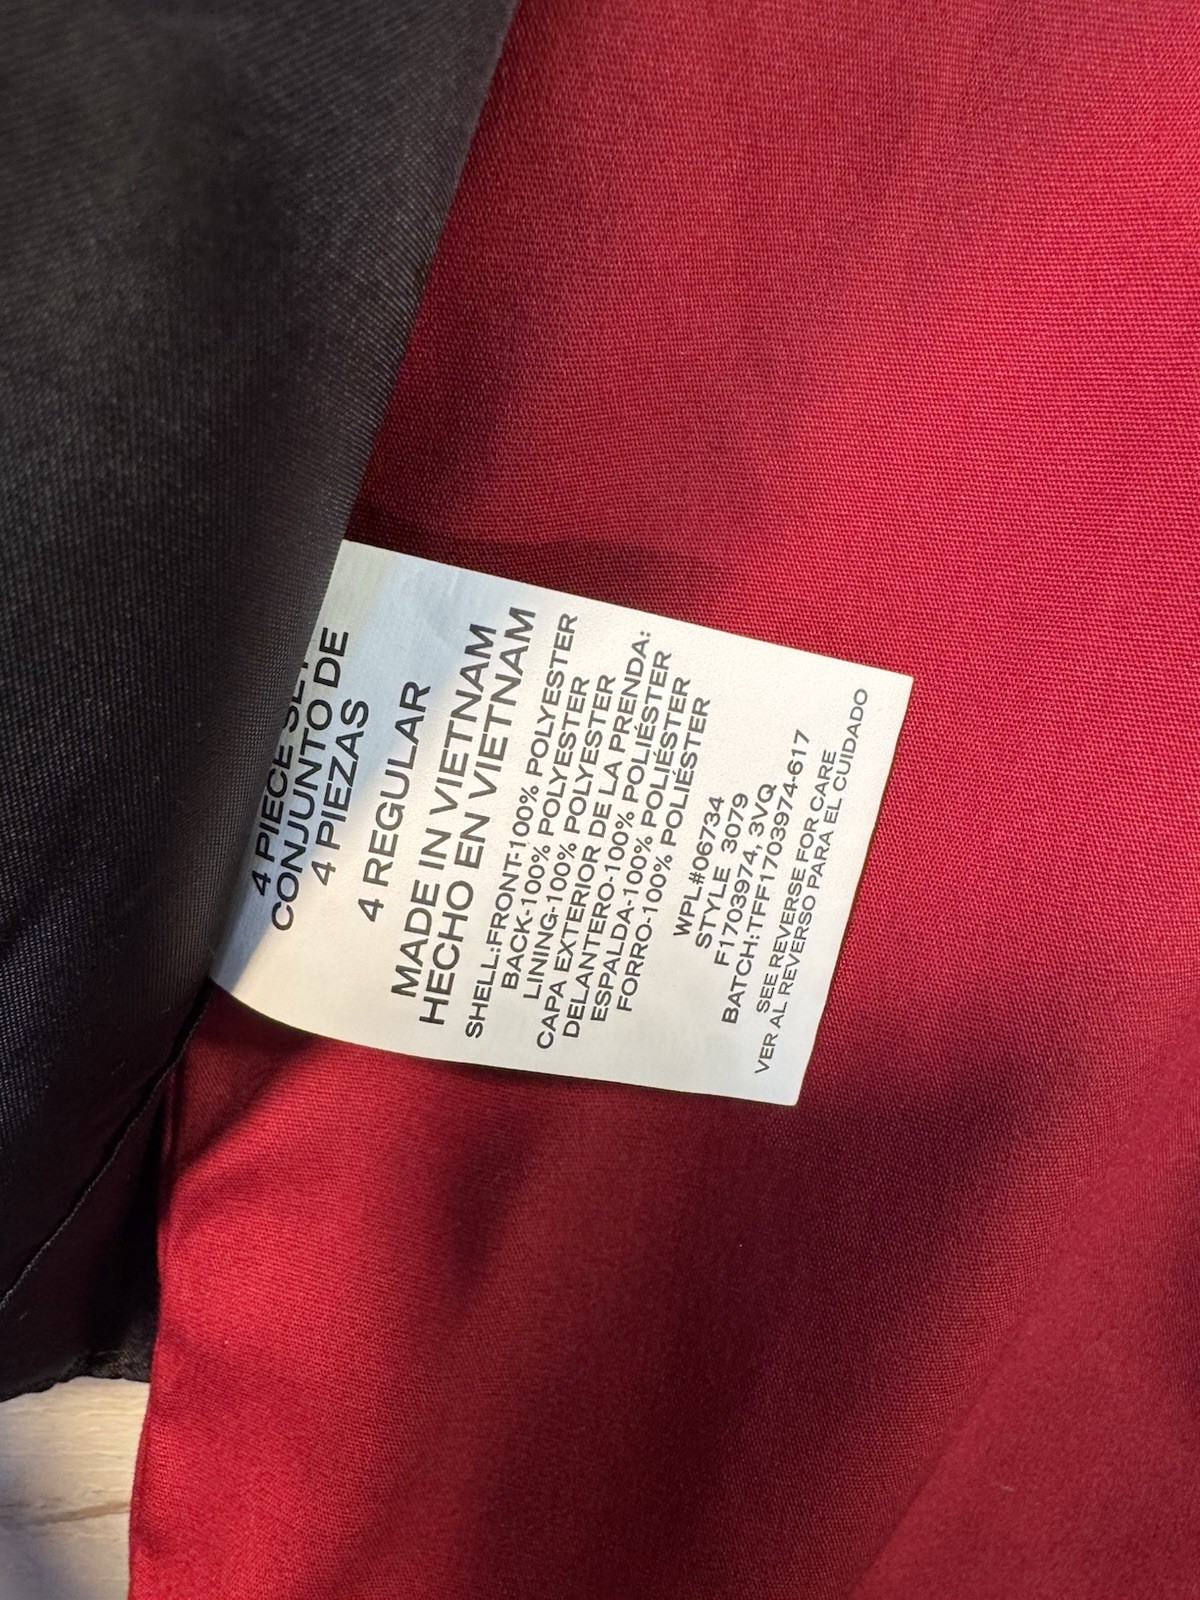 4 PIECE SET
CONJUNTO DE
4 PIEZAS
4 REGULAR
MADE IN VIETNAM
HECHO EN VIETNAM
SHELL:FRONT-100% POLYESTER
BACK-100% POLYESTER
LINING-100% POLYESTER
CAPA EXTERIOR DE LA PRENDA:
DELANTERO-100% POLIÉSTER
ESPALDA-100% POLIÉSTER
FORRO-100% POLIÉSTER
WPL#06734
STYLE 3079
F1703974, 3VQ
BATCH:TFF1703974-617
SEE REVERSE FOR CARE
VER AL REVERSO PARA EL CUIDADO